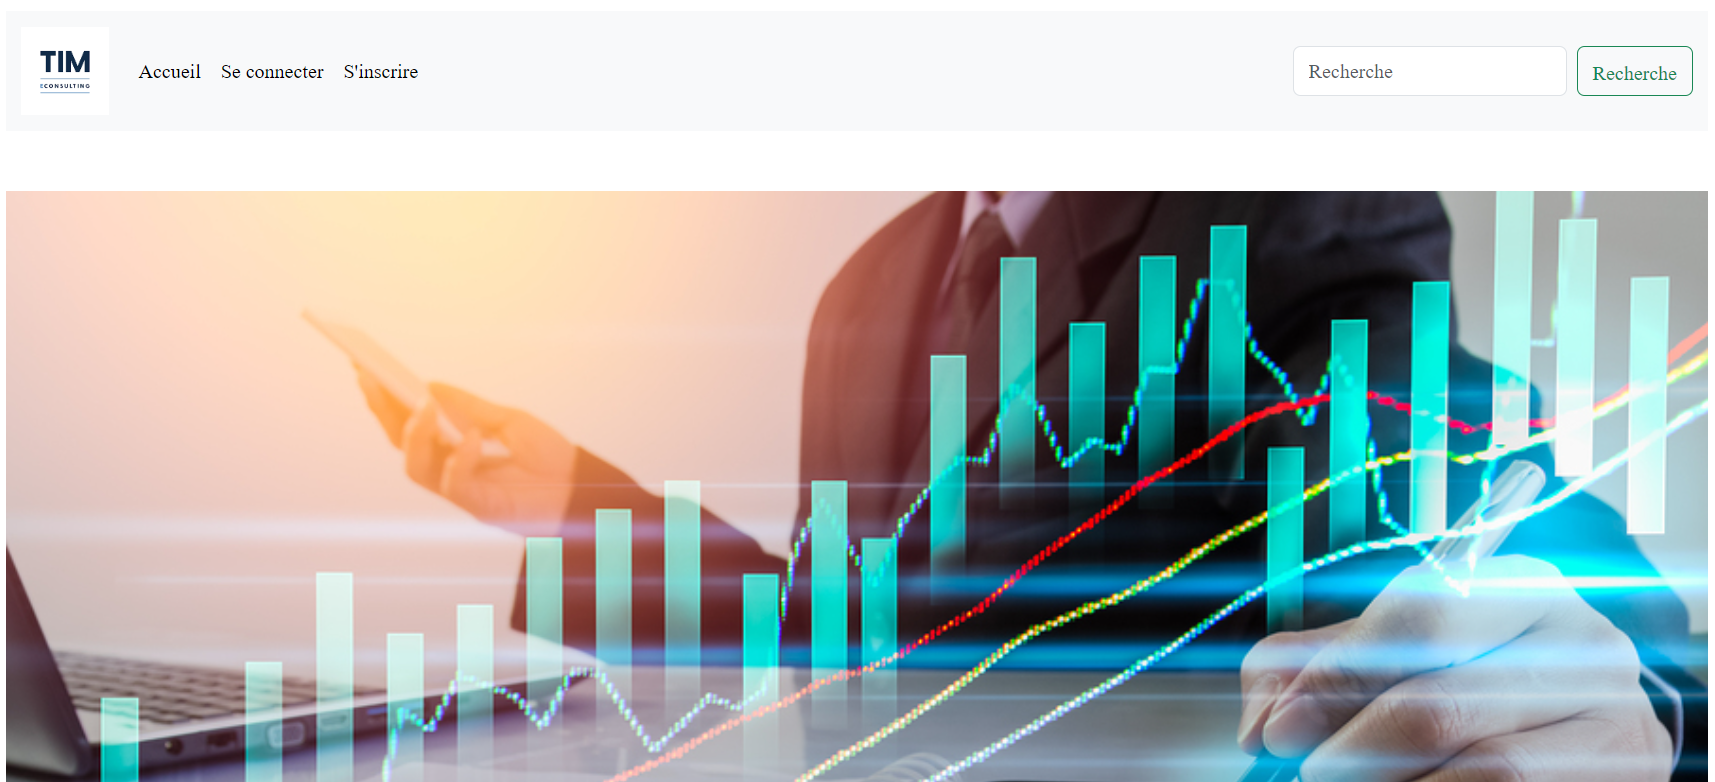 TIM
ECONSULTING
Accueil Se connecter S'inscrire Recherche Recherche